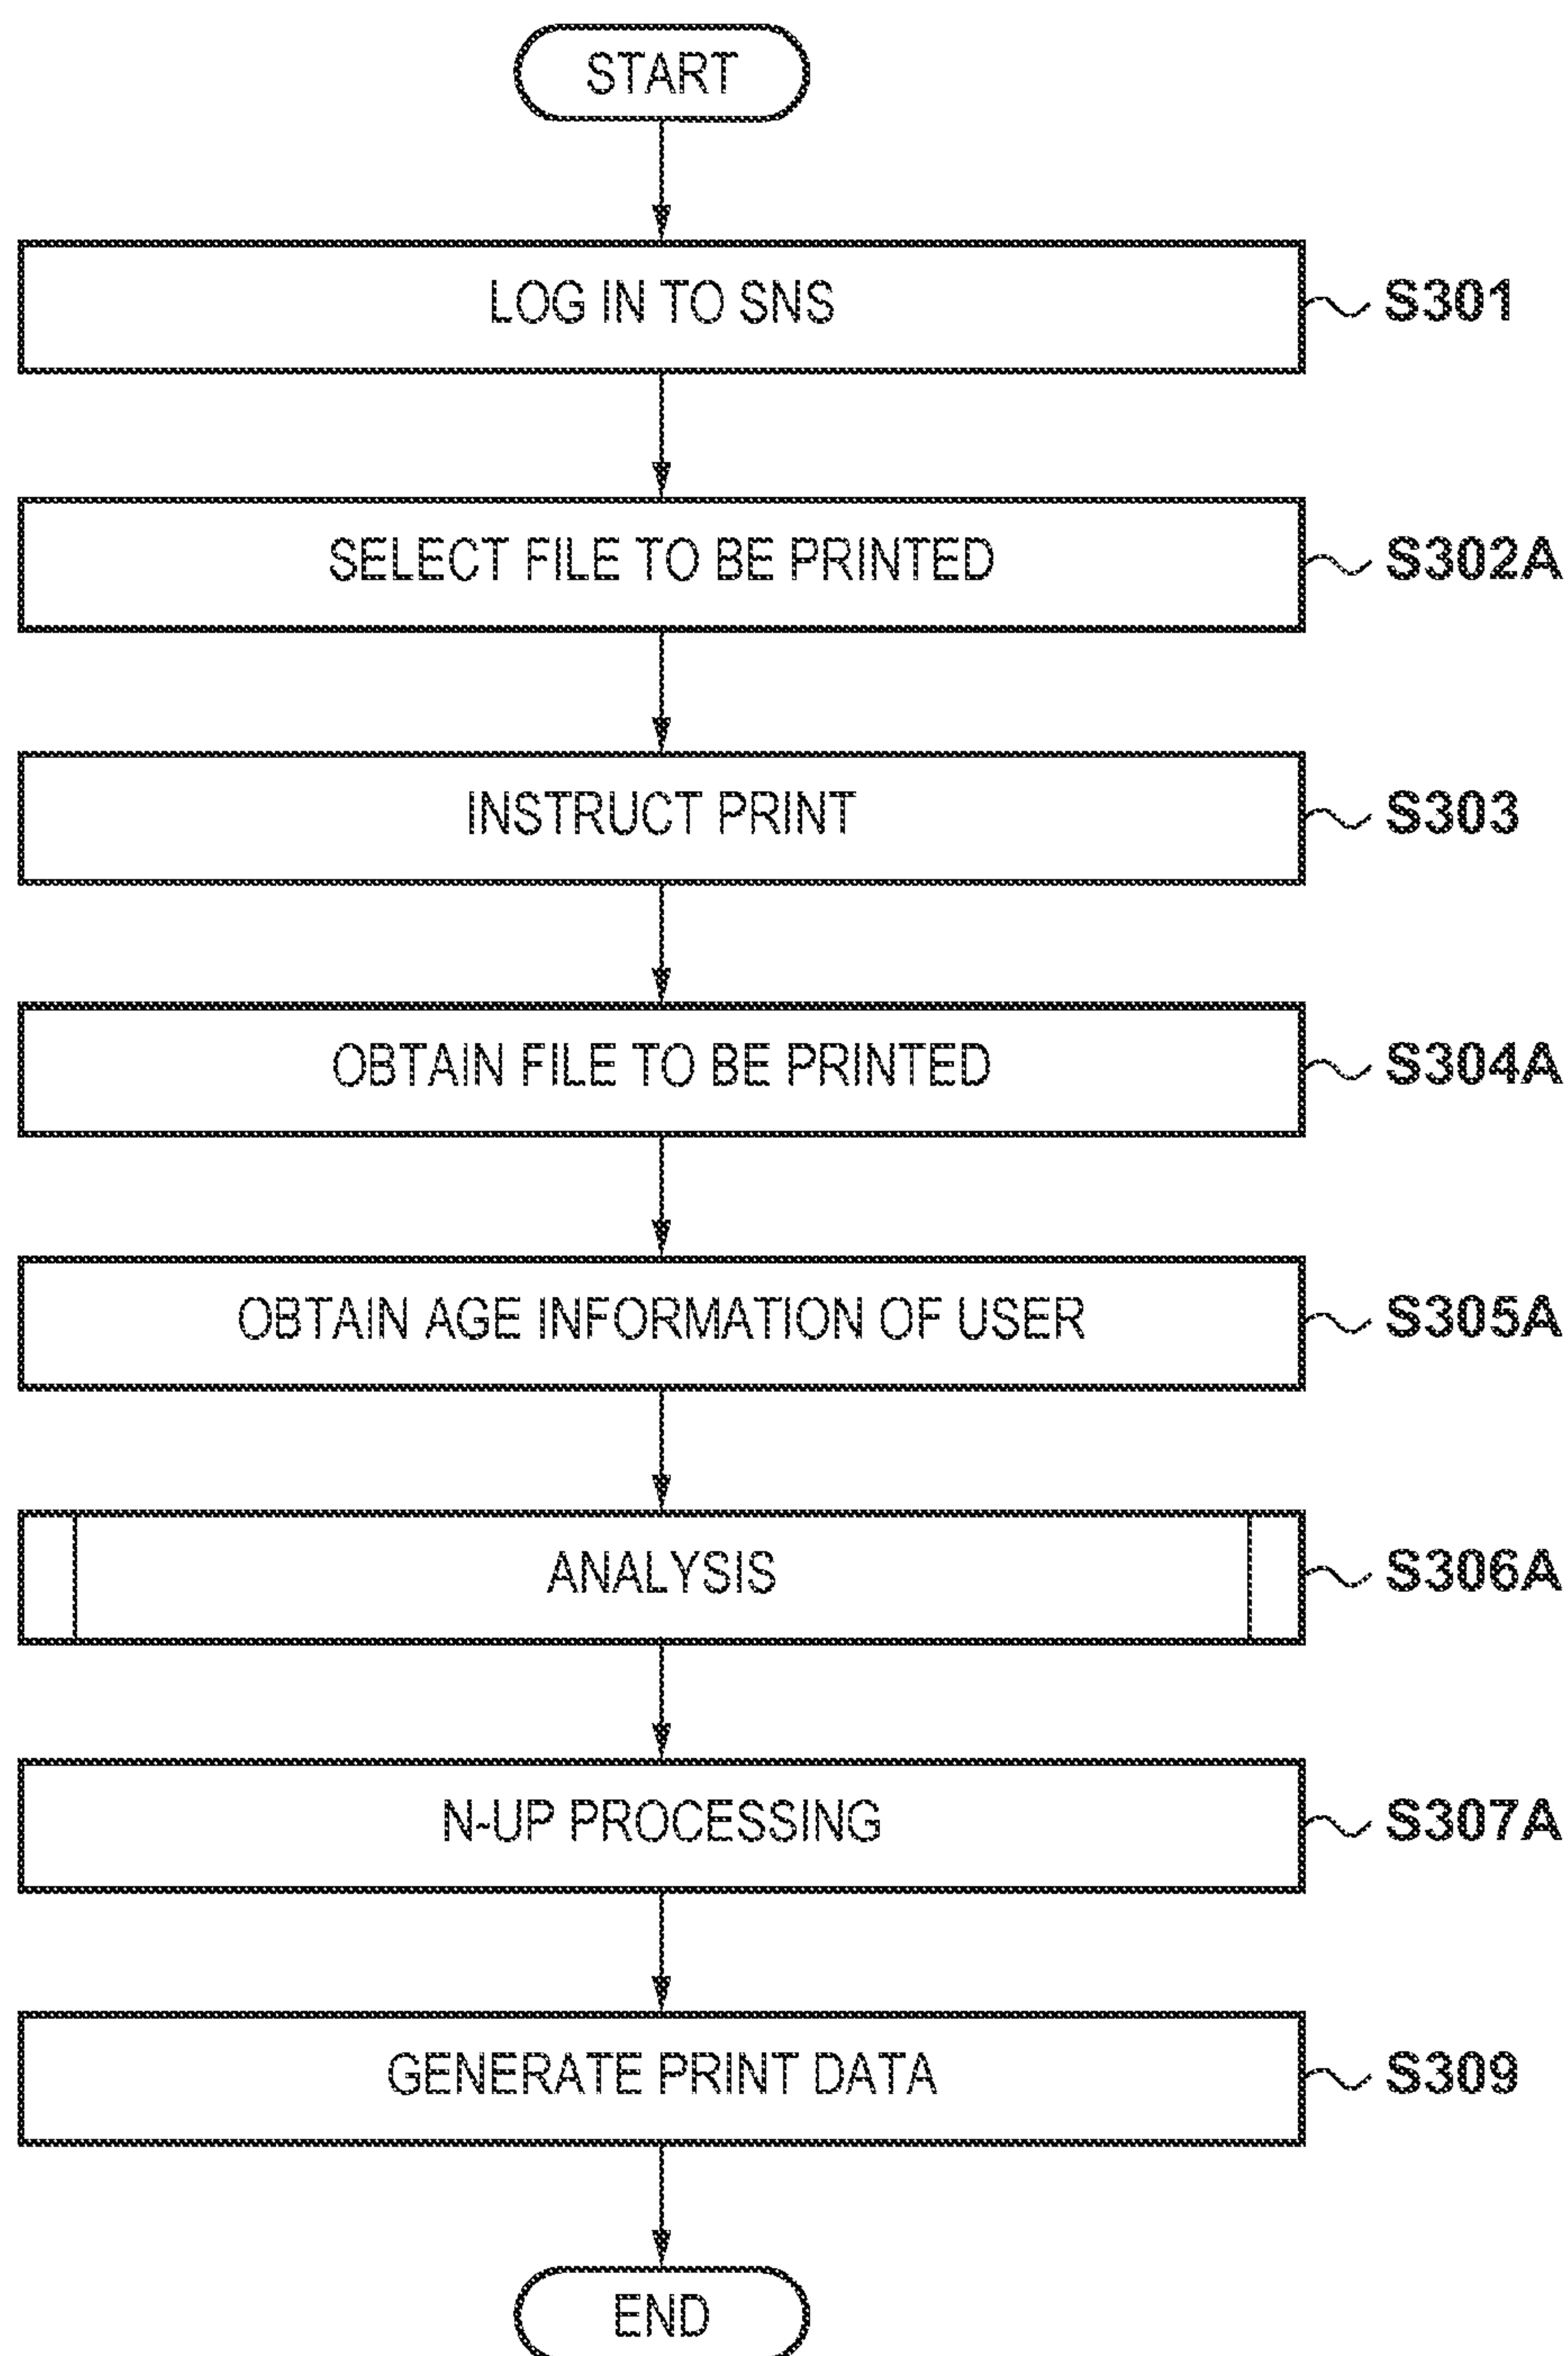 START
LOG IN TO SNS S301
SELECT FILE TO BE PRINTED S302A
INSTRUCT PRINT S303
OBTAIN FILE TO BE PRINTED S304A
OBTAIN AGE INFORMATION OF USER S305A
ANALYSIS S306A
N-UP PROCESSING S307A
GENERATE PRINT DATA S309
END